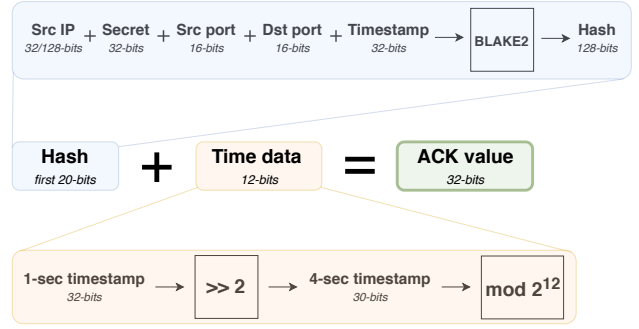 Src IP + Secret + Src port + Dst port + Timestamp → BLAKE2 → Hash
32/128-bits 32-bits 16-bits 16-bits 32-bits 128-bits
Hash + Time data = ACK value
first 20-bits 12-bits 32-bits
1-sec timestamp → >> 2 → 4-sec timestamp → mod 2^12
32-bits 30-bits